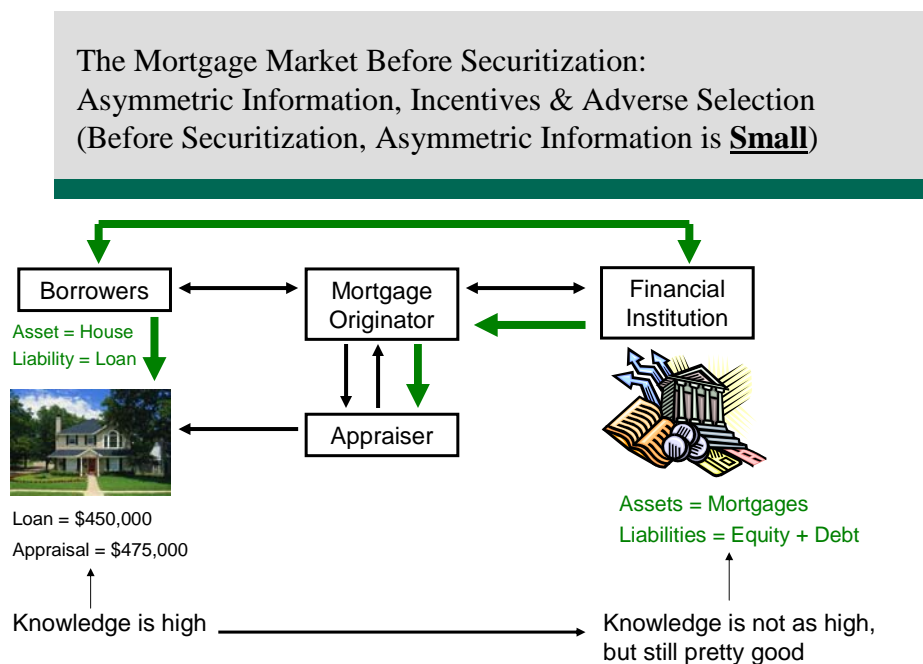 The Mortgage Market Before Securitization:
Asymmetric Information, Incentives & Adverse Selection
(Before Securitization, Asymmetric Information is Small)
Borrowers
Mortgage
Originator
Financial
Institution
Asset = House
Liability = Loan
Appraiser
Loan = $450,000
Appraisal = $475,000
Assets = Mortgages
Liabilities = Equity + Debt
Knowledge is high
Knowledge is not as high,
but still pretty good